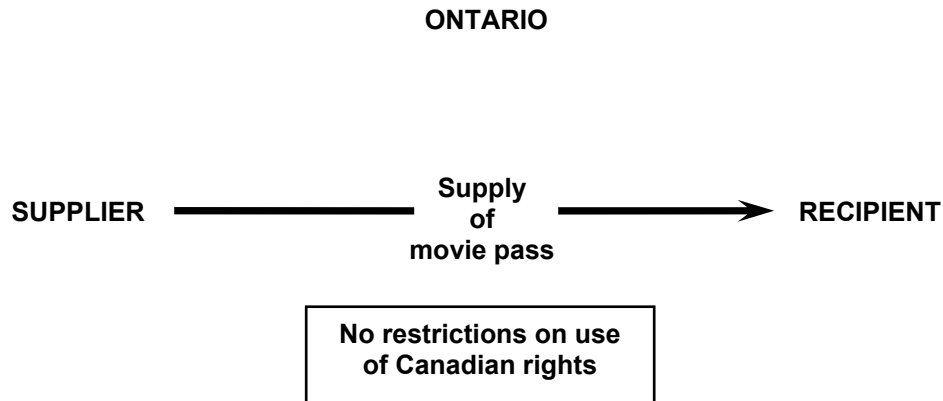 ONTARIO
SUPPLIER
Supply
of
movie pass
RECIPIENT
No restrictions on use
of Canadian rights